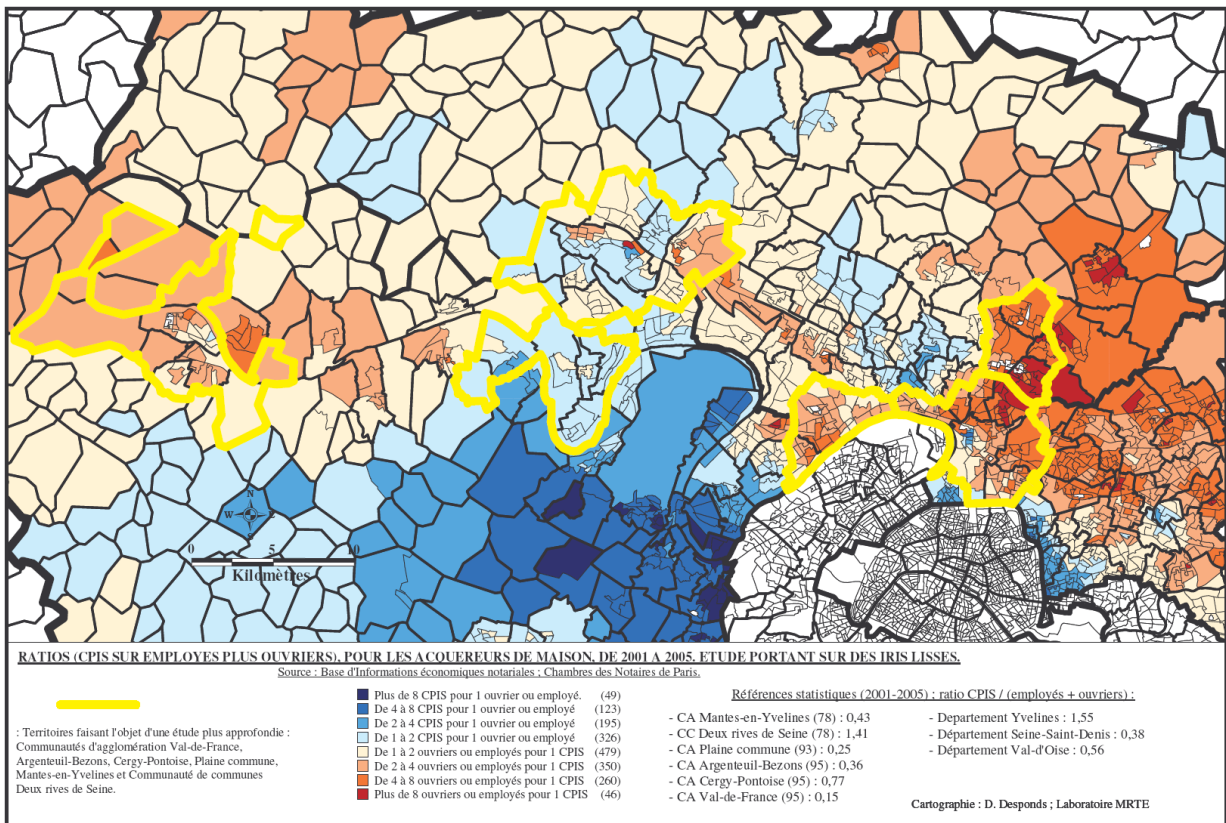 N
W E
S
0 5 10
Kilomètres
RATIOS (CPIS SUR EMPLOYES PLUS OUVRIERS), POUR LES ACQUEREURS DE MAISON, DE 2001 A 2005. ETUDE PORTANT SUR DES IRIS LISSES.
Source : Base d'Informations économiques notariales ; Chambres des Notaires de Paris.
: Territoires faisant l'objet d'une étude plus approfondie :
Communautés d'agglomération Val-de-France,
Argenteuil-Bezons, Cergy-Pontoise, Plaine commune,
Mantes-en-Yvelines et Communauté de communes
Deux rives de Seine.
Plus de 8 CPIS pour 1 ouvrier ou employé. (49)
De 4 à 8 CPIS pour 1 ouvrier ou employé (123)
De 2 à 4 CPIS pour 1 ouvrier ou employé (195)
De 1 à 2 CPIS pour 1 ouvrier ou employé (326)
De 1 à 2 ouvriers ou employés pour 1 CPIS (479)
De 2 à 4 ouvriers ou employés pour 1 CPIS (350)
De 4 à 8 ouvriers ou employés pour 1 CPIS (260)
Plus de 8 ouvriers ou employés pour 1 CPIS (46)
Références statistiques (2001-2005) ; ratio CPIS / (employés + ouvriers) :
- CA Mantes-en-Yvelines (78) : 0,43
- CC Deux rives de Seine (78) : 1,41
- CA Plaine commune (93) : 0,25
- CA Argenteuil-Bezons (95) : 0,36
- CA Cergy-Pontoise (95) : 0,77
- CA Val-de-France (95) : 0,15
- Departement Yvelines : 1,55
- Département Seine-Saint-Denis : 0,38
- Département Val-d'Oise : 0,56
Cartographie : D. Desponds ; Laboratoire MRTE